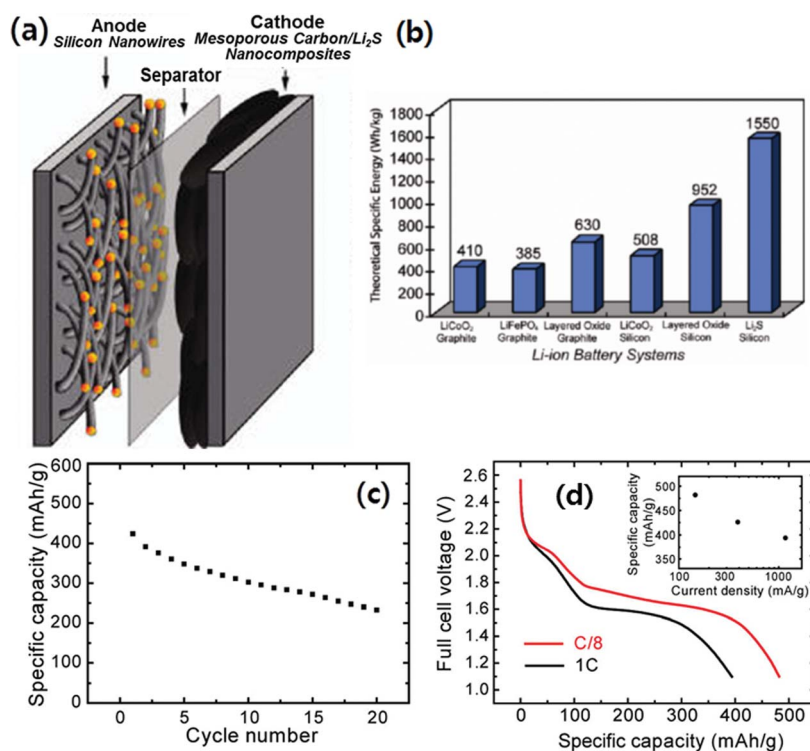 (a)
Anode
Silicon Nanowires
Separator
Cathode
Mesoporous Carbon/Li₂S
Nanocomposites
(b)
Theoretical Specific Energy (Wh/kg)
1800
1600
1400
1200
1000
800
600
400
200
0
410
385
630
508
952
1550
LiCoO₂
Graphite
LiFePO₄
Graphite
Layered Oxide
Graphite
LiCoO₂
Silicon
Layered Oxide
Silicon
Li₂S
Silicon
Li-ion Battery Systems
(c)
Specific capacity (mAh/g)
600
500
400
300
200
100
0
0
5
10
15
20
Cycle number
(d)
Full cell voltage (V)
2.6
2.4
2.2
2.0
1.8
1.6
1.4
1.2
1.0
C/8
1C
0
100
200
300
400
500
Specific capacity (mAh/g)
Specific capacity
(mAh/g)
500
450
400
350
100
400
1000
Current density (mA/g)